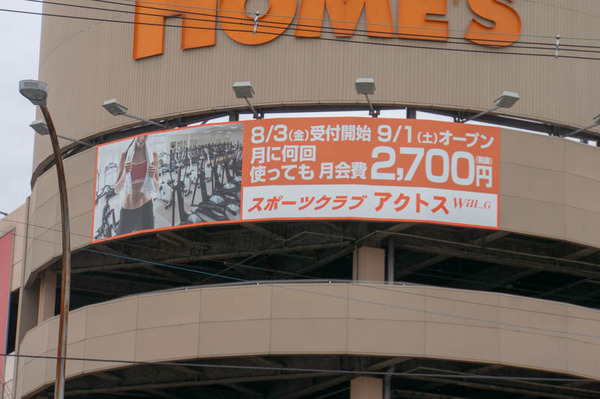 HOME'S
8/3(金)受付開始 9/1(土)オープン
月に何回
使っても 月会費 2,700円(税抜)
スポーツクラブ アクトス Will_G